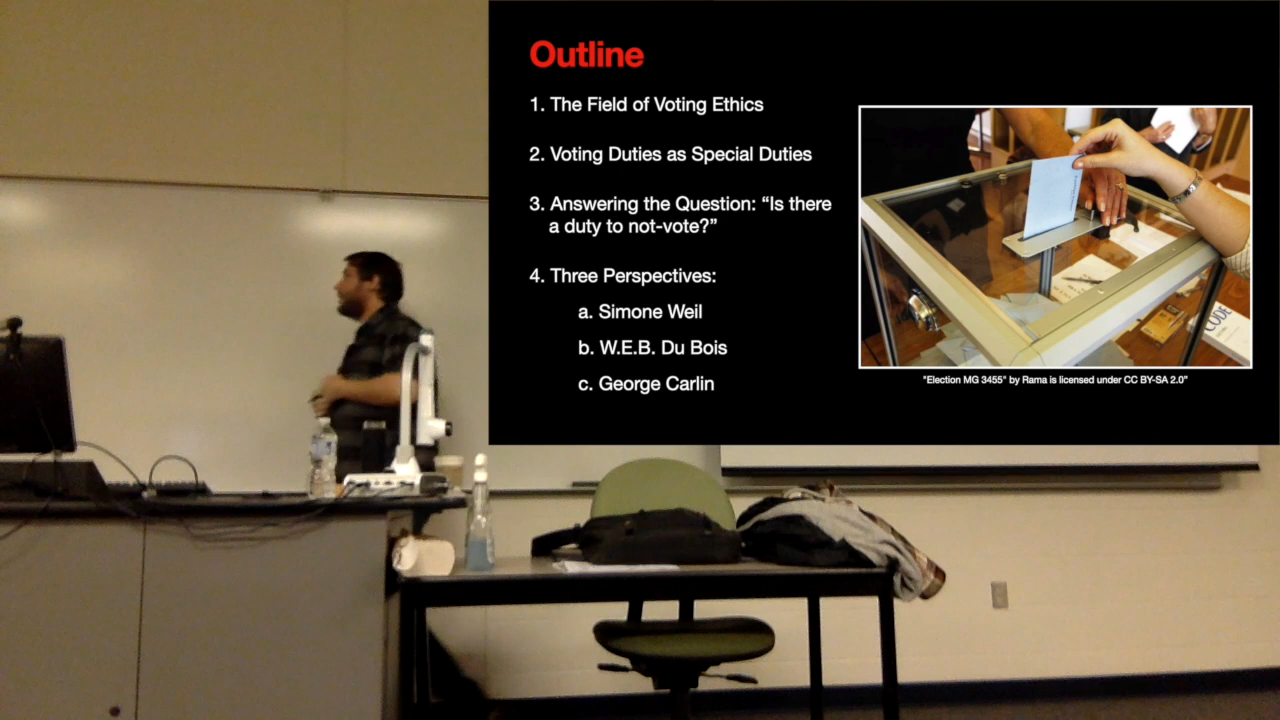 Outline
1. The Field of Voting Ethics
2. Voting Duties as Special Duties
3. Answering the Question: “Is there
a duty to not-vote?”
4. Three Perspectives:
a. Simone Weil
b. W.E.B. Du Bois
c. George Carlin
CODE
"Election MG 3455" by Rama is licensed under CC BY-SA 2.0"